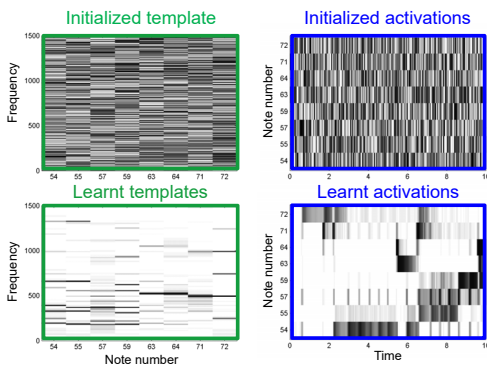 Initialized template
Initialized activations
Frequency
1500
1000
500
0
54 55 57 59 63 64 71 72
Note number
72
71
64
63
59
57
55
54
0 2 4 6 8 10
Learnt templates
Learnt activations
Frequency
1500
1000
500
0
54 55 57 59 63 64 71 72
Note number
Note number
72
71
64
63
59
57
55
54
0 2 4 6 8 10
Time